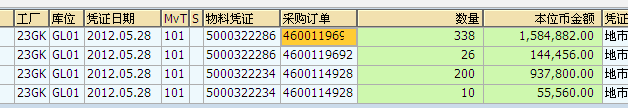 工厂 库位 凭证日期 MvT S 物料凭证 采购订单 数量 本位币金额 凭证
23GK GL01 2012.05.28 101 5000322286 460011969 338 1,584,882.00 地市
23GK GL01 2012.05.28 101 5000322286 4600119692 26 144,456.00 地市
23GK GL01 2012.05.28 101 5000322234 4600114928 200 937,800.00 地市
23GK GL01 2012.05.28 101 5000322234 4600114928 10 55,560.00 地市